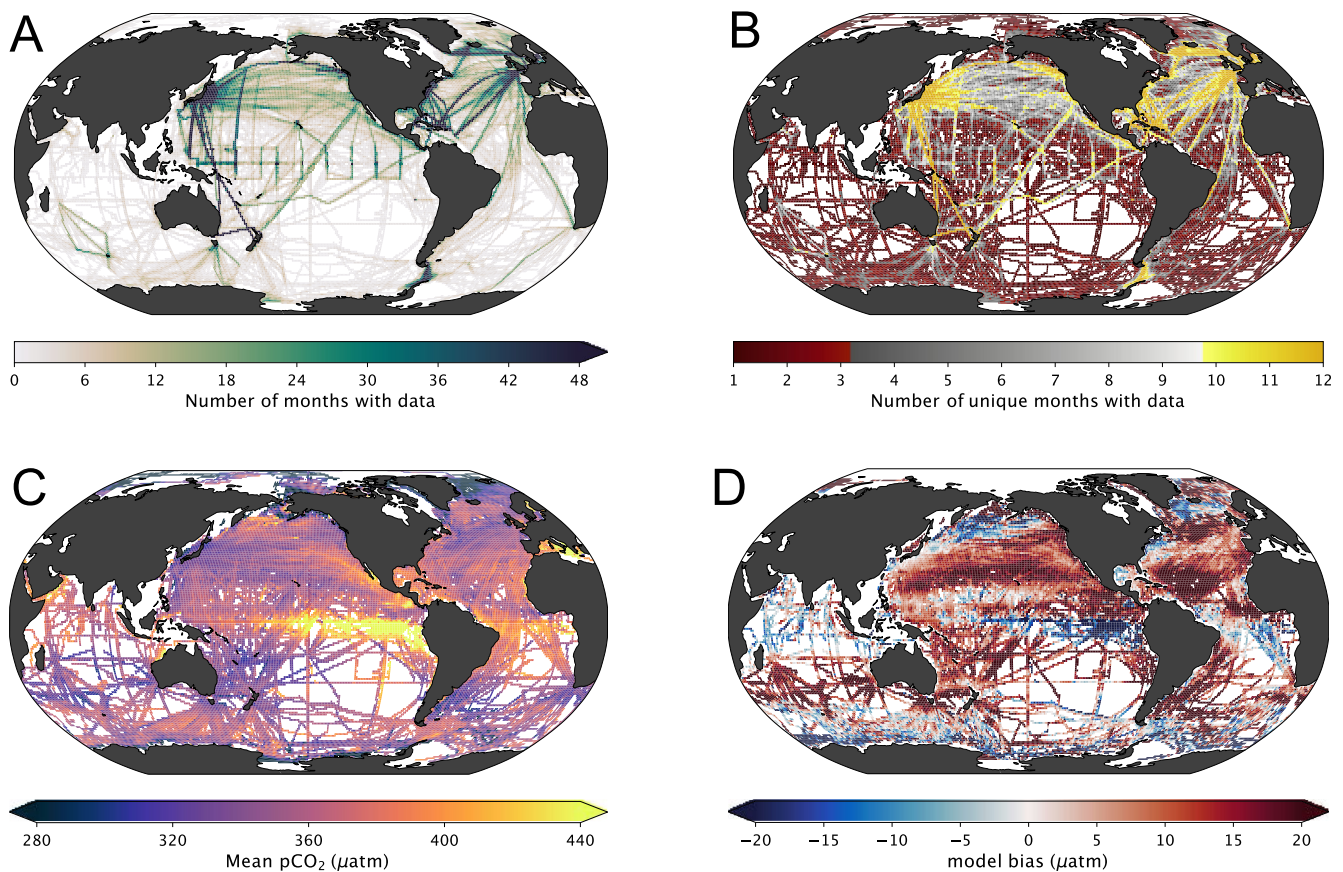 A
B
0 6 12 18 24 30 36 42 48
Number of months with data
1 2 3 4 5 6 7 8 9 10 11 12
Number of unique months with data
C
D
280 320 360 400 440
Mean pCO₂ (μatm)
−20 −15 −10 −5 0 5 10 15 20
model bias (μatm)